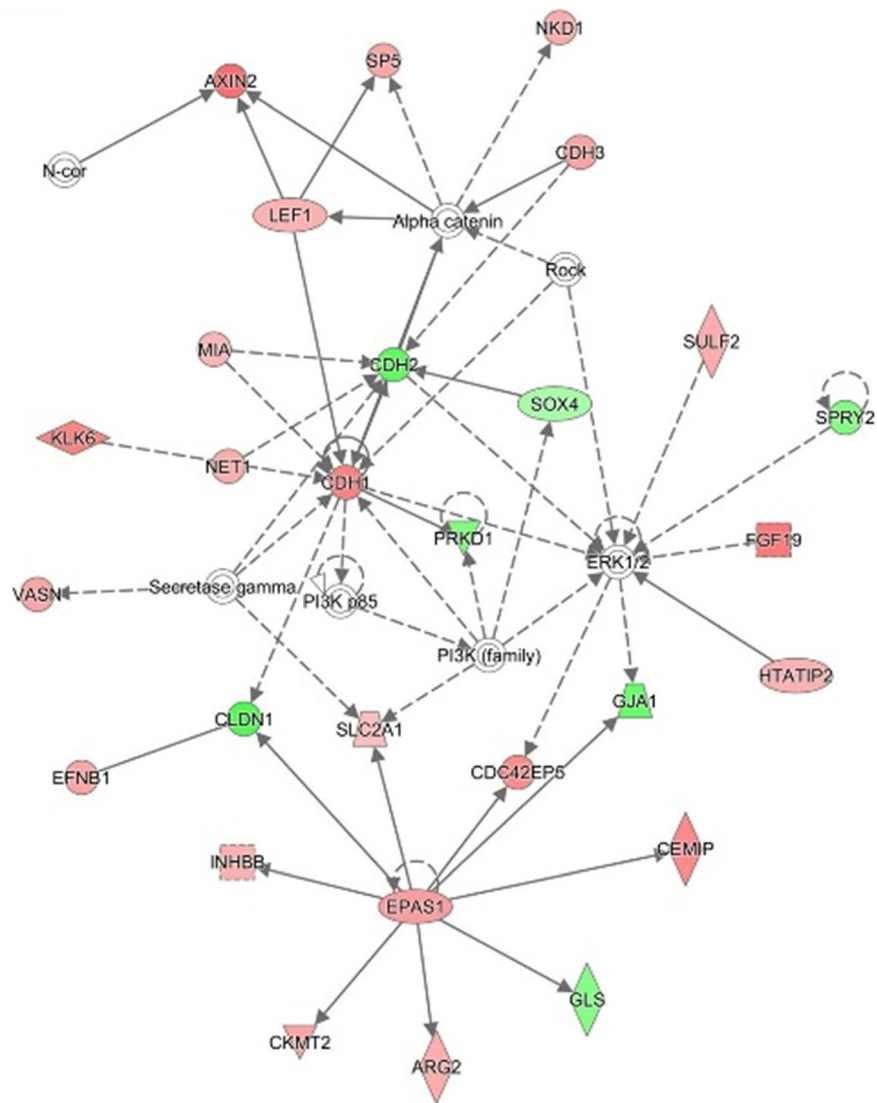 NKD1
SP5
AXIN2
CDH3
N-cor
LEF1
Alpha catenin
Rock
SULF2
MIA
CDH2
SOX4
SPRY2
KLK6
NET1
CDH1
PRKD1
FGF19
ERK1/2
Secretase gamma
VASN
PI3K p85
PI3K (family)
HTATIP2
GJA1
CLDN1
SLC2A1
CDC42EP5
EFNB1
CEMIP
INHBB
EPAS1
GLS
CKMT2
ARG2